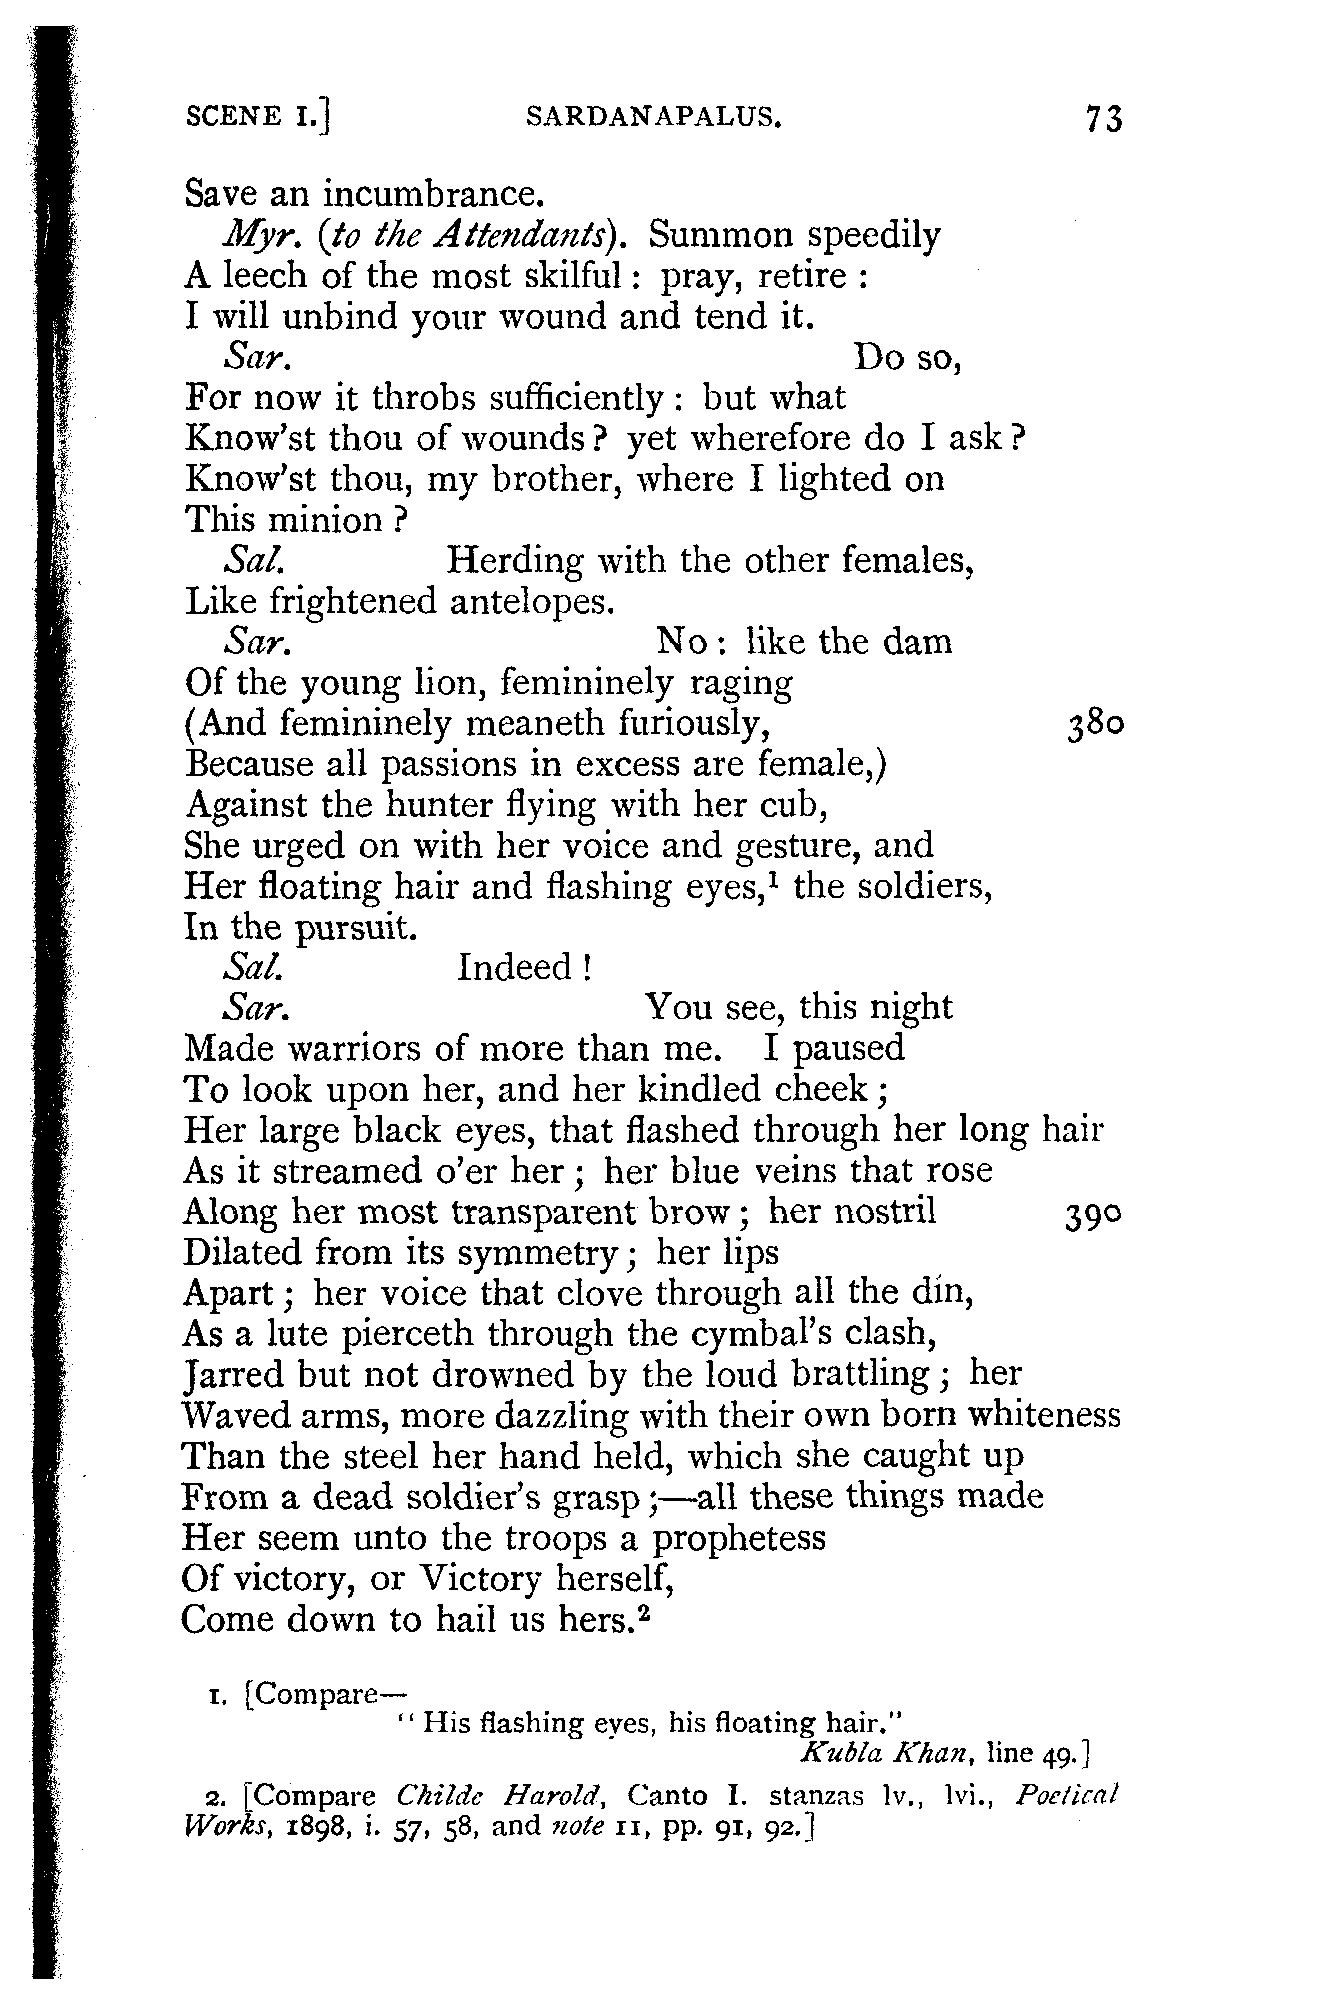 SCENE I.] SARDANAPALUS. 73
Save an incumbrance.
Myr. (to the Attendants). Summon speedily
A leech of the most skilful : pray, retire :
I will unbind your wound and tend it.
Sar. Do so,
For now it throbs sufficiently : but what
Know'st thou of wounds ? yet wherefore do I ask ?
Know'st thou, my brother, where I lighted on
This minion ?
Sal. Herding with the other females,
Like frightened antelopes.
Sar. No : like the dam
Of the young lion, femininely raging
(And femininely meaneth furiously, 380
Because all passions in excess are female,)
Against the hunter flying with her cub,
She urged on with her voice and gesture, and
Her floating hair and flashing eyes,¹ the soldiers,
In the pursuit.
Sal. Indeed !
Sar. You see, this night
Made warriors of more than me. I paused
To look upon her, and her kindled cheek ;
Her large black eyes, that flashed through her long hair
As it streamed o'er her ; her blue veins that rose
Along her most transparent brow ; her nostril 390
Dilated from its symmetry ; her lips
Apart ; her voice that clove through all the din,
As a lute pierceth through the cymbal's clash,
Jarred but not drowned by the loud brattling ; her
Waved arms, more dazzling with their own born whiteness
Than the steel her hand held, which she caught up
From a dead soldier's grasp ;—all these things made
Her seem unto the troops a prophetess
Of victory, or Victory herself,
Come down to hail us hers.²
1. [Compare—
" His flashing eyes, his floating hair."
Kubla Khan, line 49.]
2. [Compare Childe Harold, Canto I. stanzas lv., lvi., Poetical
Works, 1898, i. 57, 58, and note 11, pp. 91, 92.]